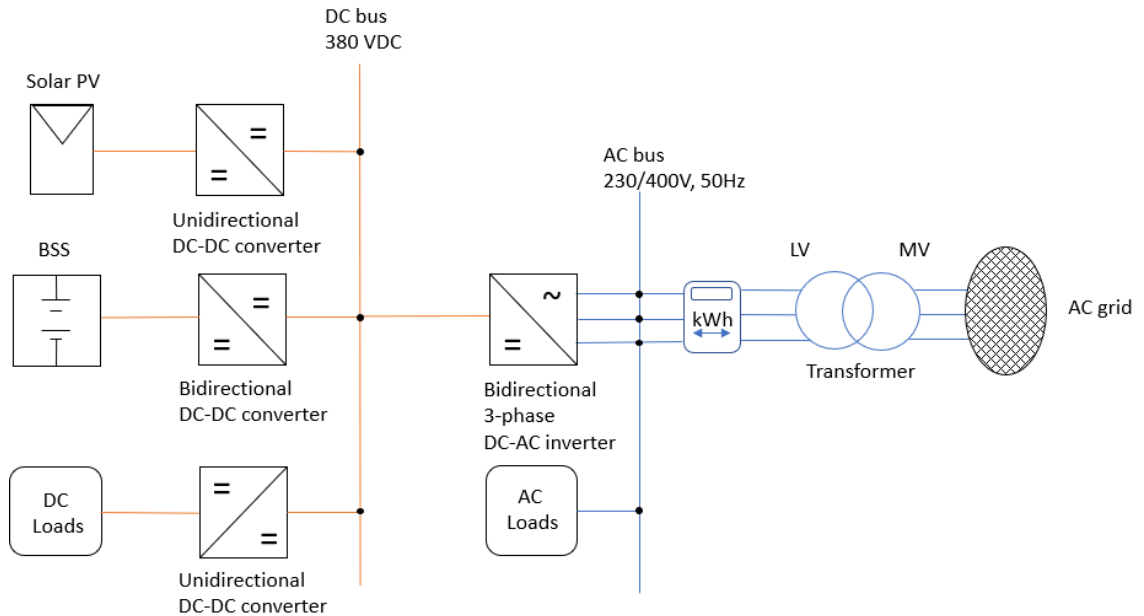 DC bus
380 VDC
Solar PV
=
=
Unidirectional
DC-DC converter
AC bus
230/400V, 50Hz
BSS
=
=
Bidirectional
DC-DC converter
~
=
Bidirectional
3-phase
DC-AC inverter
kWh
LV
MV
Transformer
AC grid
DC
Loads
=
=
Unidirectional
DC-DC converter
AC
Loads